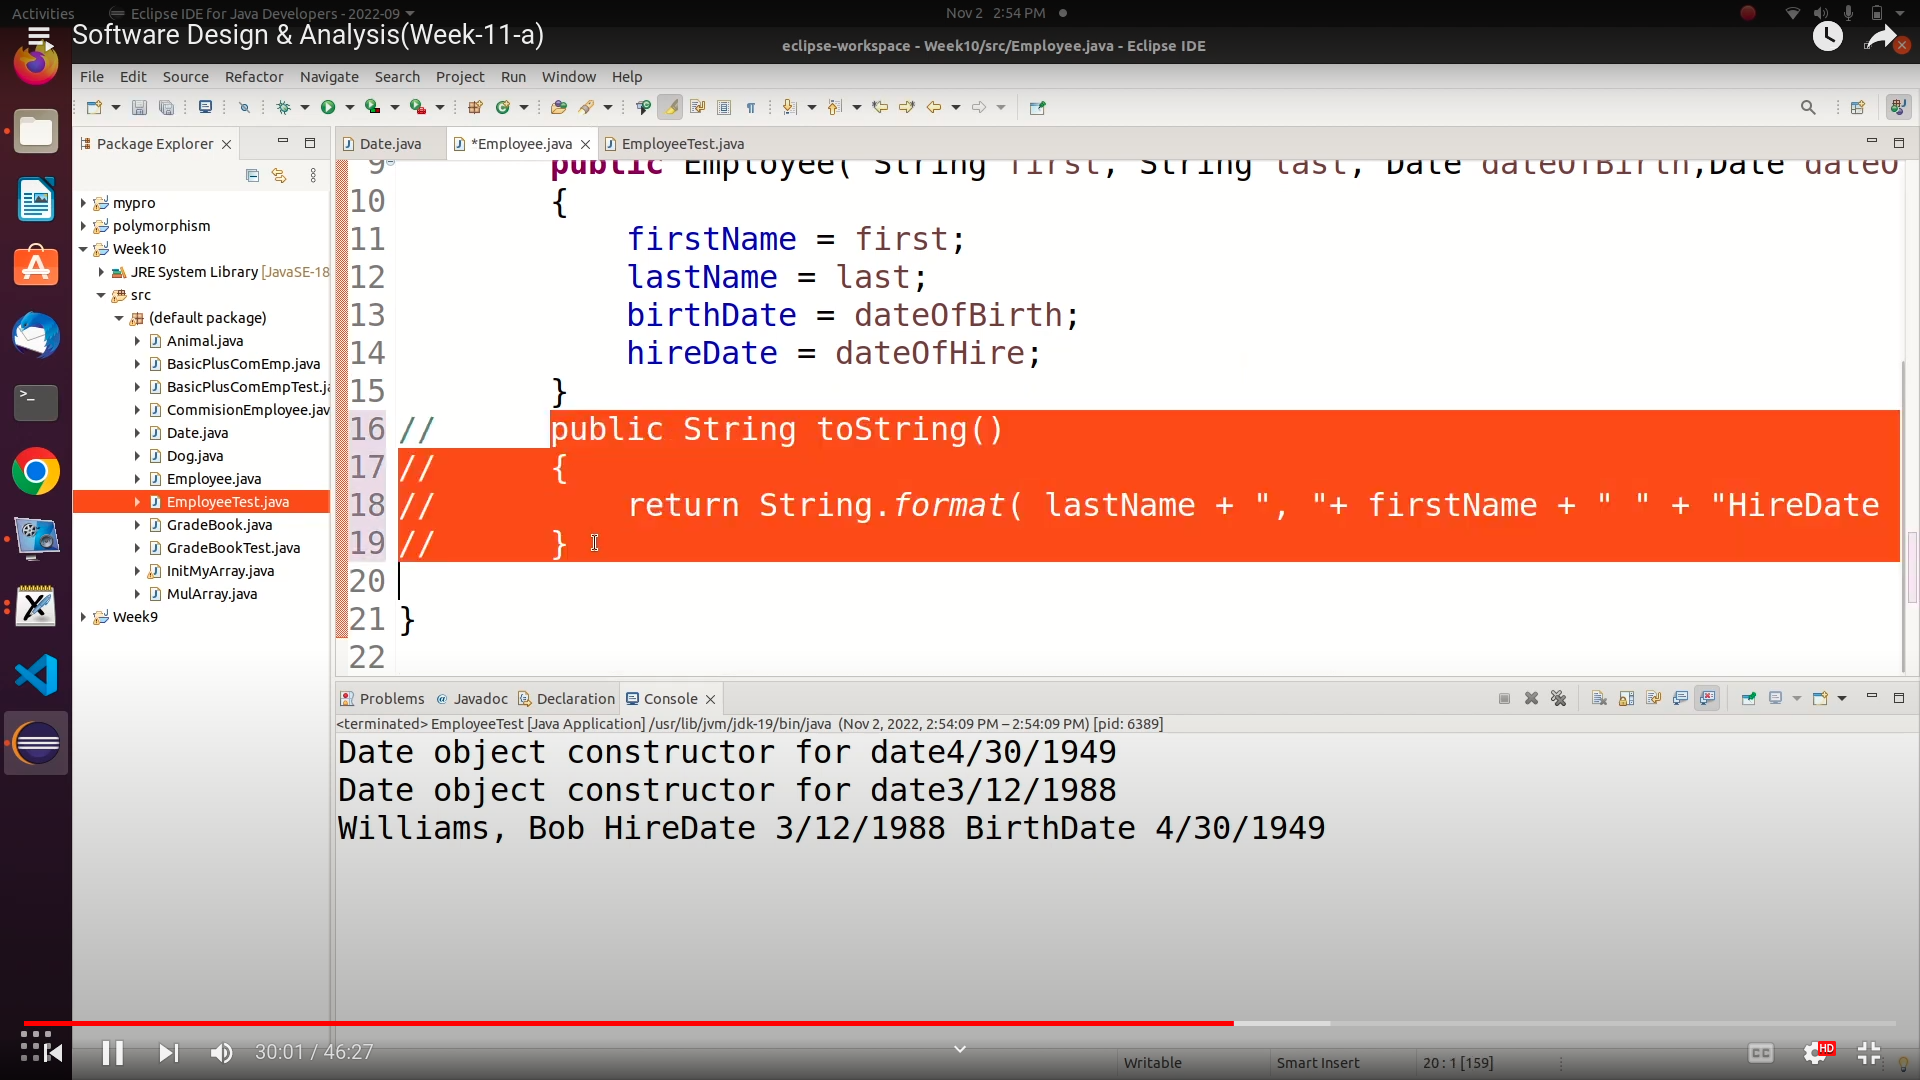 Activities
Eclipse IDE for Java Developers - 2022-09
Nov 2 2:54 PM
Software Design & Analysis(Week-11-a)
eclipse-workspace - Week10/src/Employee.java - Eclipse IDE
File Edit Source Refactor Navigate Search Project Run Window Help
Package Explorer
Date.java
*Employee.java
EmployeeTest.java
mypro
polymorphism
Week10
JRE System Library [JavaSE-18
src
(default package)
Animal.java
BasicPlusComEmp.java
BasicPlusComEmpTest.ja
CommisionEmployee.jav
Date.java
Dog.java
Employee.java
EmployeeTest.java
GradeBook.java
GradeBookTest.java
InitMyArray.java
MulArray.java
Week9
9 public Employee( String first, String last, Date dateOfBirth,Date dateO
10 {
11 firstName = first;
12 lastName = last;
13 birthDate = dateOfBirth;
14 hireDate = dateOfHire;
15 }
16 // public String toString()
17 // {
18 // return String.format( lastName + ", "+ firstName + " " + "HireDate
19 // }
20
21 }
22
Problems
@ Javadoc
Declaration
Console
<terminated> EmployeeTest [Java Application] /usr/lib/jvm/jdk-19/bin/java (Nov 2, 2022, 2:54:09 PM – 2:54:09 PM) [pid: 6389]
Date object constructor for date4/30/1949
Date object constructor for date3/12/1988
Williams, Bob HireDate 3/12/1988 BirthDate 4/30/1949
30:01 / 46:27
CC
HD
Writable
Smart Insert
20 : 1 [159]